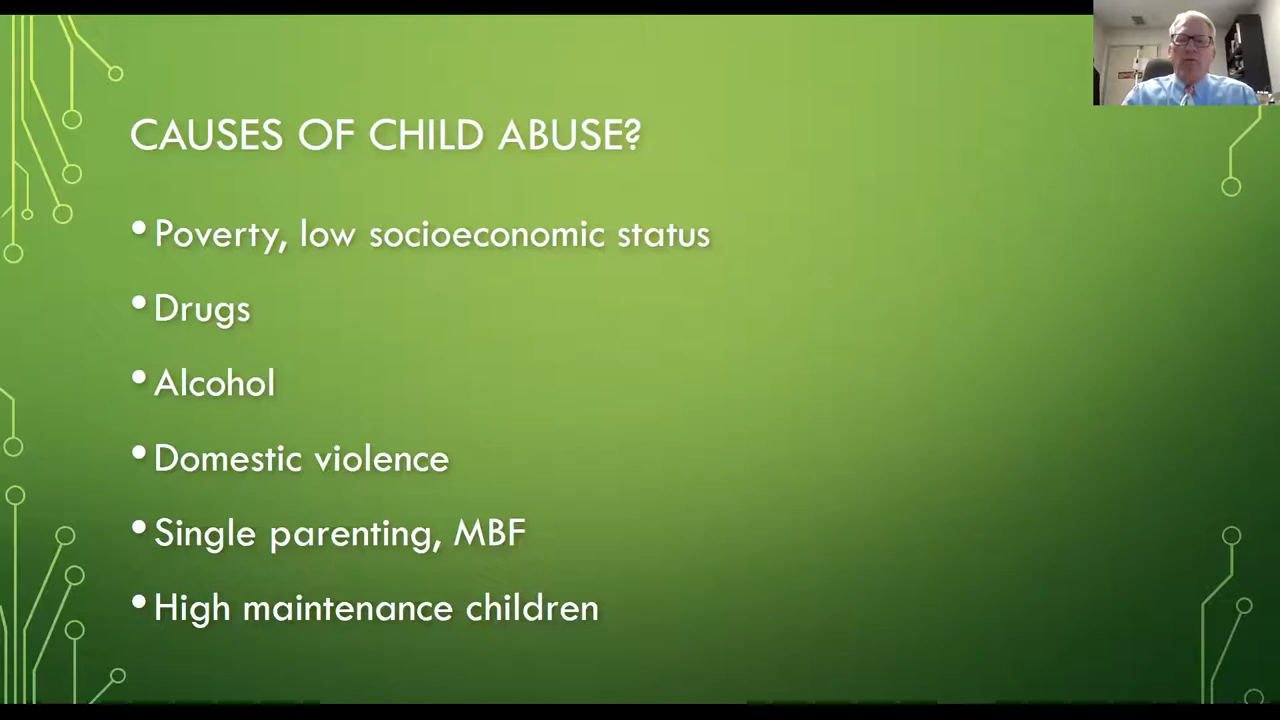 CAUSES OF CHILD ABUSE?
•Poverty, low socioeconomic status
•Drugs
•Alcohol
•Domestic violence
•Single parenting, MBF
•High maintenance children